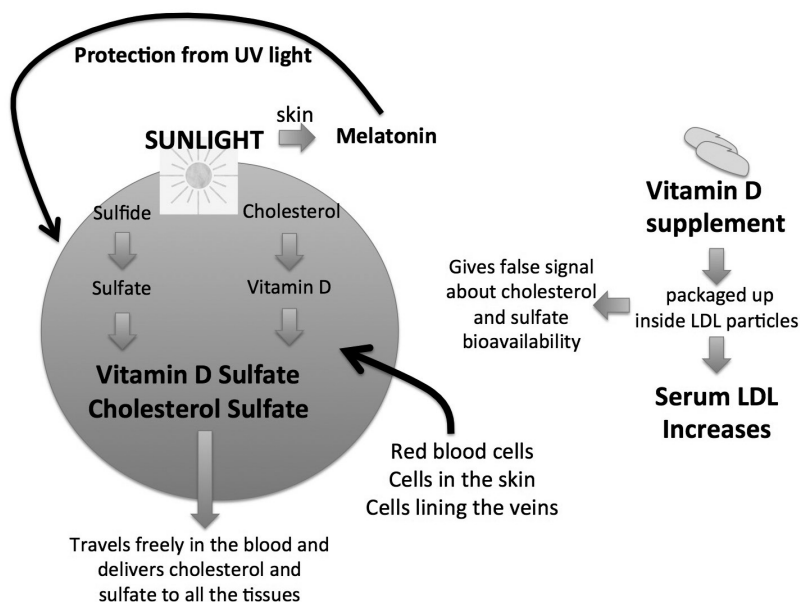 Protection from UV light
skin
SUNLIGHT
Melatonin
Sulfide
Cholesterol
Sulfate
Vitamin D
Vitamin D Sulfate
Cholesterol Sulfate
Red blood cells
Cells in the skin
Cells lining the veins
Travels freely in the blood and
delivers cholesterol and
sulfate to all the tissues
Vitamin D
supplement
Gives false signal
about cholesterol
and sulfate
bioavailability
packaged up
inside LDL particles
Serum LDL
Increases